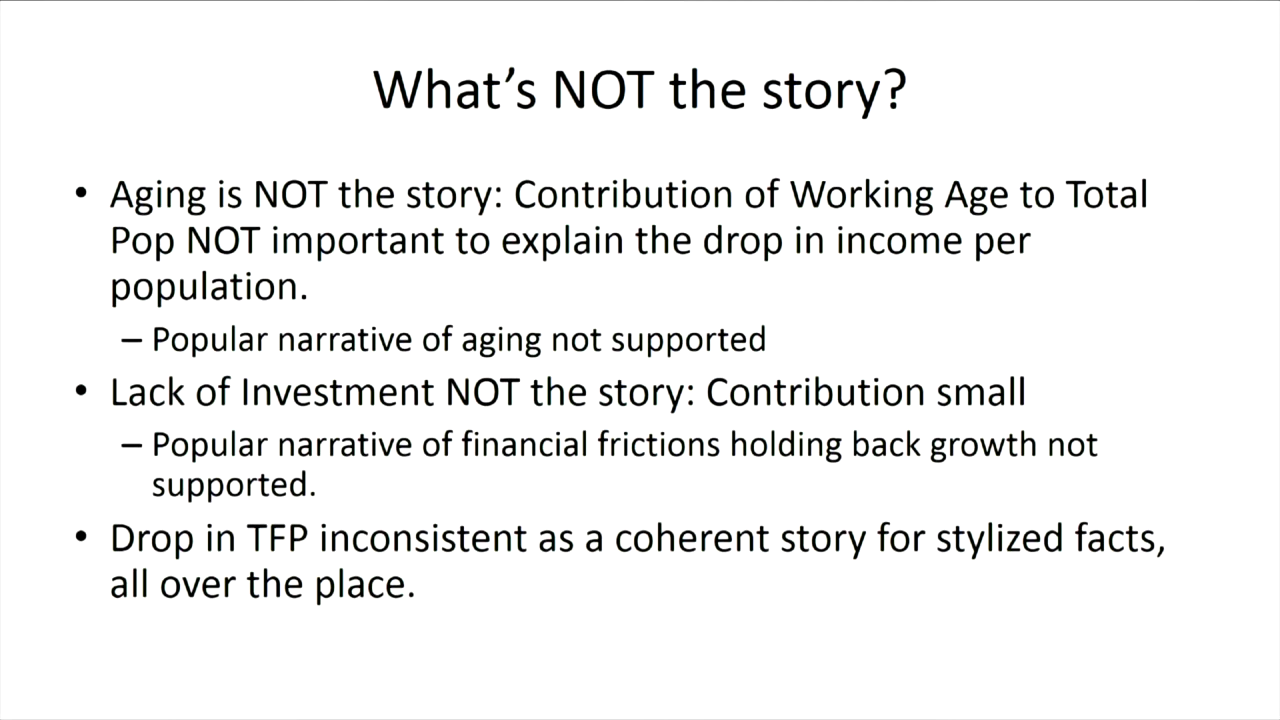 What’s NOT the story?
• Aging is NOT the story: Contribution of Working Age to Total
Pop NOT important to explain the drop in income per
population.
– Popular narrative of aging not supported
• Lack of Investment NOT the story: Contribution small
– Popular narrative of financial frictions holding back growth not
supported.
• Drop in TFP inconsistent as a coherent story for stylized facts,
all over the place.